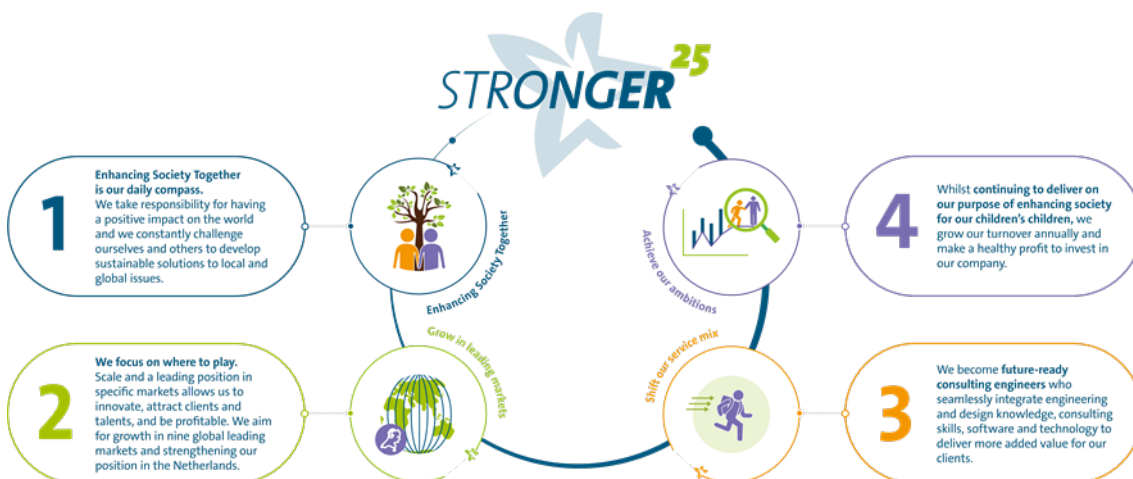 STRONGER 25
1
Enhancing Society Together
is our daily compass.
We take responsibility for having
a positive impact on the world
and we constantly challenge
ourselves and others to develop
sustainable solutions to local and
global issues.
Enhancing Society Together
2
We focus on where to play.
Scale and a leading position in
specific markets allows us to
innovate, attract clients and
talents, and be profitable. We aim
for growth in nine global leading
markets and strengthening our
position in the Netherlands.
Grow in leading markets
Shift our service mix
3
We become future-ready
consulting engineers who
seamlessly integrate engineering
and design knowledge, consulting
skills, software and technology to
deliver more added value for our
clients.
Achieve our ambitions
4
Whilst continuing to deliver on
our purpose of enhancing society
for our children's children, we
grow our turnover annually and
make a healthy profit to invest in
our company.